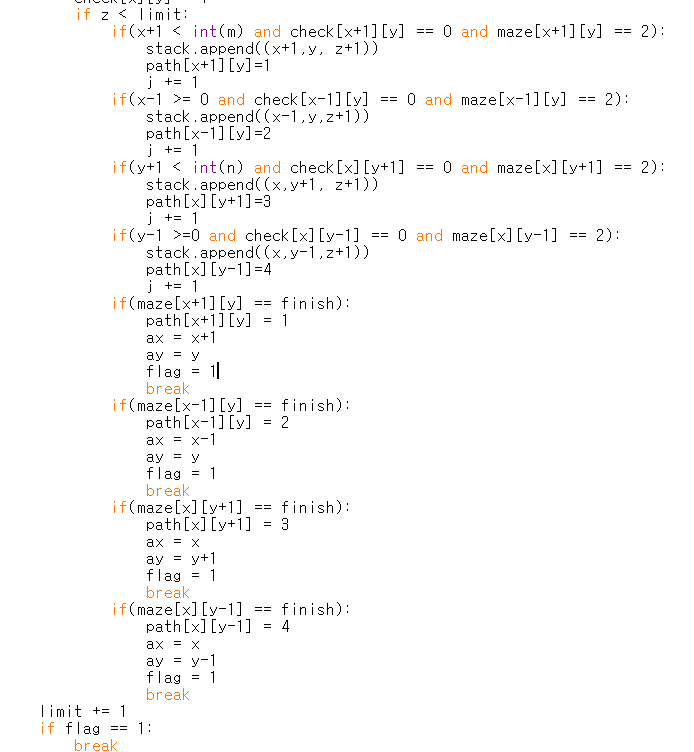 if z < limit:
if(x+1 < int(m) and check[x+1][y] == 0 and maze[x+1][y] == 2):
stack.append((x+1,y, z+1))
path[x+1][y]=1
j += 1
if(x-1 >= 0 and check[x-1][y] == 0 and maze[x-1][y] == 2):
stack.append((x-1,y,z+1))
path[x-1][y]=2
j += 1
if(y+1 < int(n) and check[x][y+1] == 0 and maze[x][y+1] == 2):
stack.append((x,y+1, z+1))
path[x][y+1]=3
j += 1
if(y-1 >=0 and check[x][y-1] == 0 and maze[x][y-1] == 2):
stack.append((x,y-1,z+1))
path[x][y-1]=4
j += 1
if(maze[x+1][y] == finish):
path[x+1][y] = 1
ax = x+1
ay = y
flag = 1
break
if(maze[x-1][y] == finish):
path[x-1][y] = 2
ax = x-1
ay = y
flag = 1
break
if(maze[x][y+1] == finish):
path[x][y+1] = 3
ax = x
ay = y+1
flag = 1
break
if(maze[x][y-1] == finish):
path[x][y-1] = 4
ax = x
ay = y-1
flag = 1
break
limit += 1
if flag == 1:
break